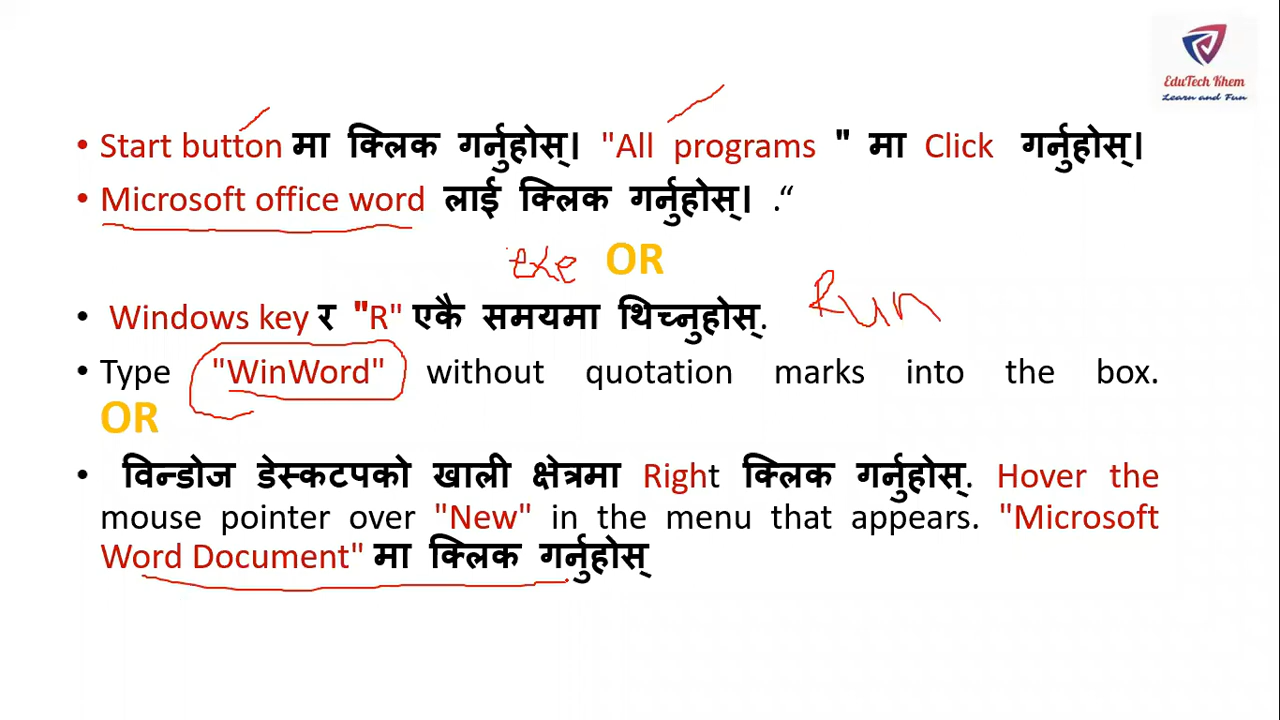 EduTech Khem
Learn and Fun
• Start button मा क्लिक गर्नुहोस्। "All programs " मा Click गर्नुहोस्।
• Microsoft office word लाई क्लिक गर्नुहोस्। .“
exe OR
Run
• Windows key र "R" एकै समयमा थिच्नुहोस्.
• Type "WinWord" without quotation marks into the box.
OR
• विन्डोज डेस्कटपको खाली क्षेत्रमा Right क्लिक गर्नुहोस्. Hover the
mouse pointer over "New" in the menu that appears. "Microsoft
Word Document" मा क्लिक गर्नुहोस्